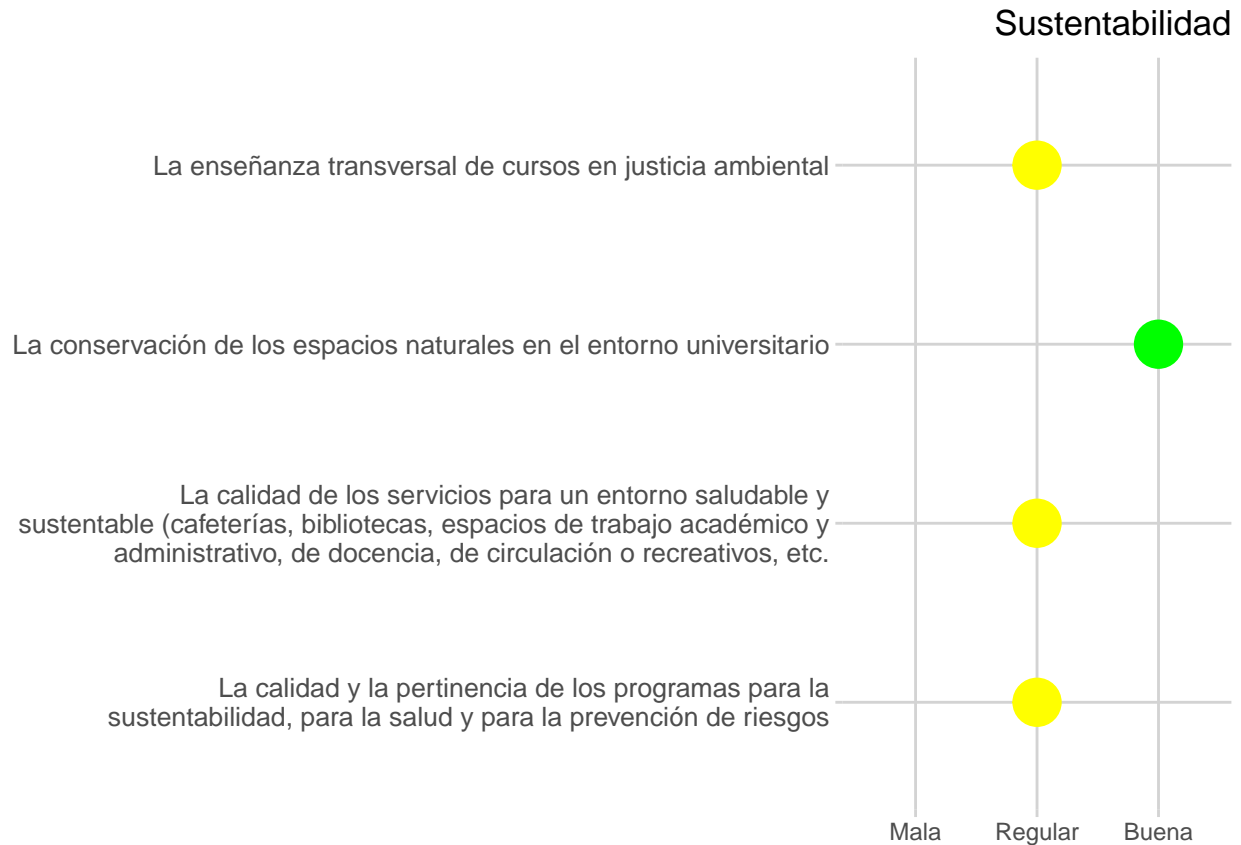 Sustentabilidad
La enseñanza transversal de cursos en justicia ambiental
La conservación de los espacios naturales en el entorno universitario
La calidad de los servicios para un entorno saludable y
sustentable (cafeterías, bibliotecas, espacios de trabajo académico y
administrativo, de docencia, de circulación o recreativos, etc.
La calidad y la pertinencia de los programas para la
sustentabilidad, para la salud y para la prevención de riesgos
Mala Regular Buena